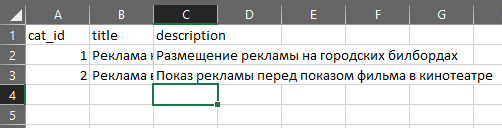 A B C D E F G
1 cat_id title description
2 1 Реклама Размещение рекламы на городских билбордах
3 2 Реклама Показ рекламы перед показом фильма в кинотеатре
4
5